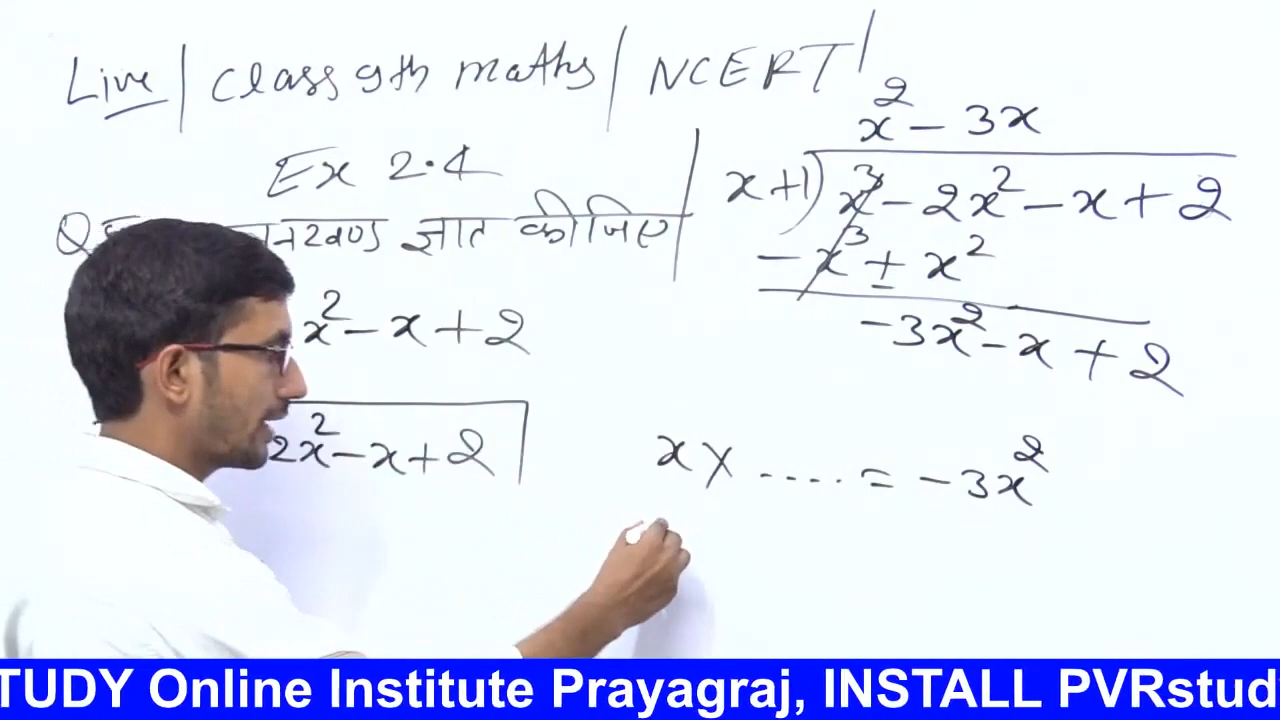 Live | Class 9th maths | NCERT |
Ex 2.4
ज्ञात कीजिए
x² - x + 2
2x² - x + 2
x² - 3x
x+1) x³ - 2x² - x + 2
- x³ ± x²
-3x² - x + 2
x × .... = -3x²
TUDY Online Institute Prayagraj, INSTALL PVRstud